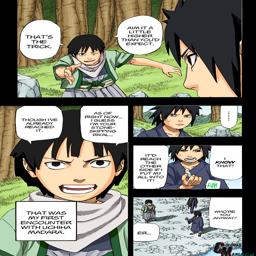 THAT'S
THE
TRICK.
AIM IT A
LITTLE
HIGHER
THAN YOU'D
EXPECT.
THOUGH I'VE
ALREADY
REACHED
IT.
AS OF
RIGHT NOW...
I GUESS
I'M YOUR
STONE-
SKIPPING
RIVAL...
I
KNOW
THAT!
IT'D
REACH THE
OTHER
SIDE IF I
PUT MY ALL
INTO IT!
THAT WAS
MY FIRST
ENCOUNTER
WITH UCHIHA
MADARA.
WHO'RE
YOU,
ANYWAY?
ER...